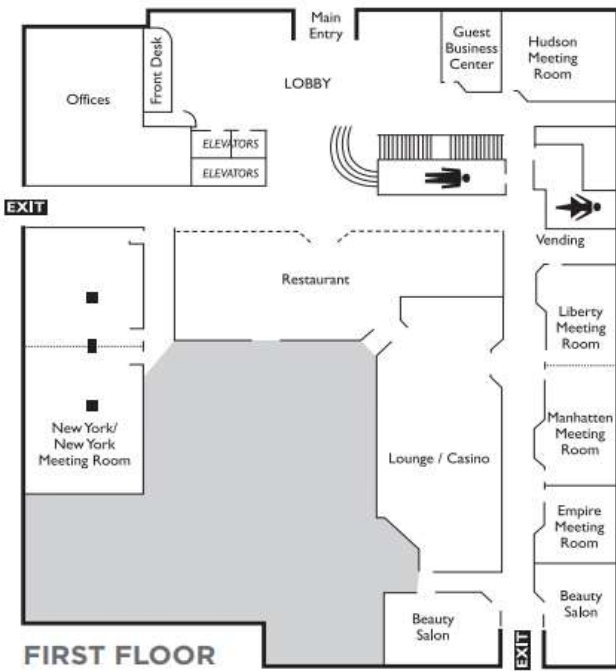 Main
Entry
Guest
Business
Center
Hudson
Meeting
Room
Front Desk
LOBBY
Offices
ELEVATORS
ELEVATORS
EXIT
Vending
Restaurant
Liberty
Meeting
Room
New York/
New York
Meeting Room
Manhatten
Meeting
Room
Lounge / Casino
Empire
Meeting
Room
Beauty
Salon
Beauty
Salon
EXIT
FIRST FLOOR